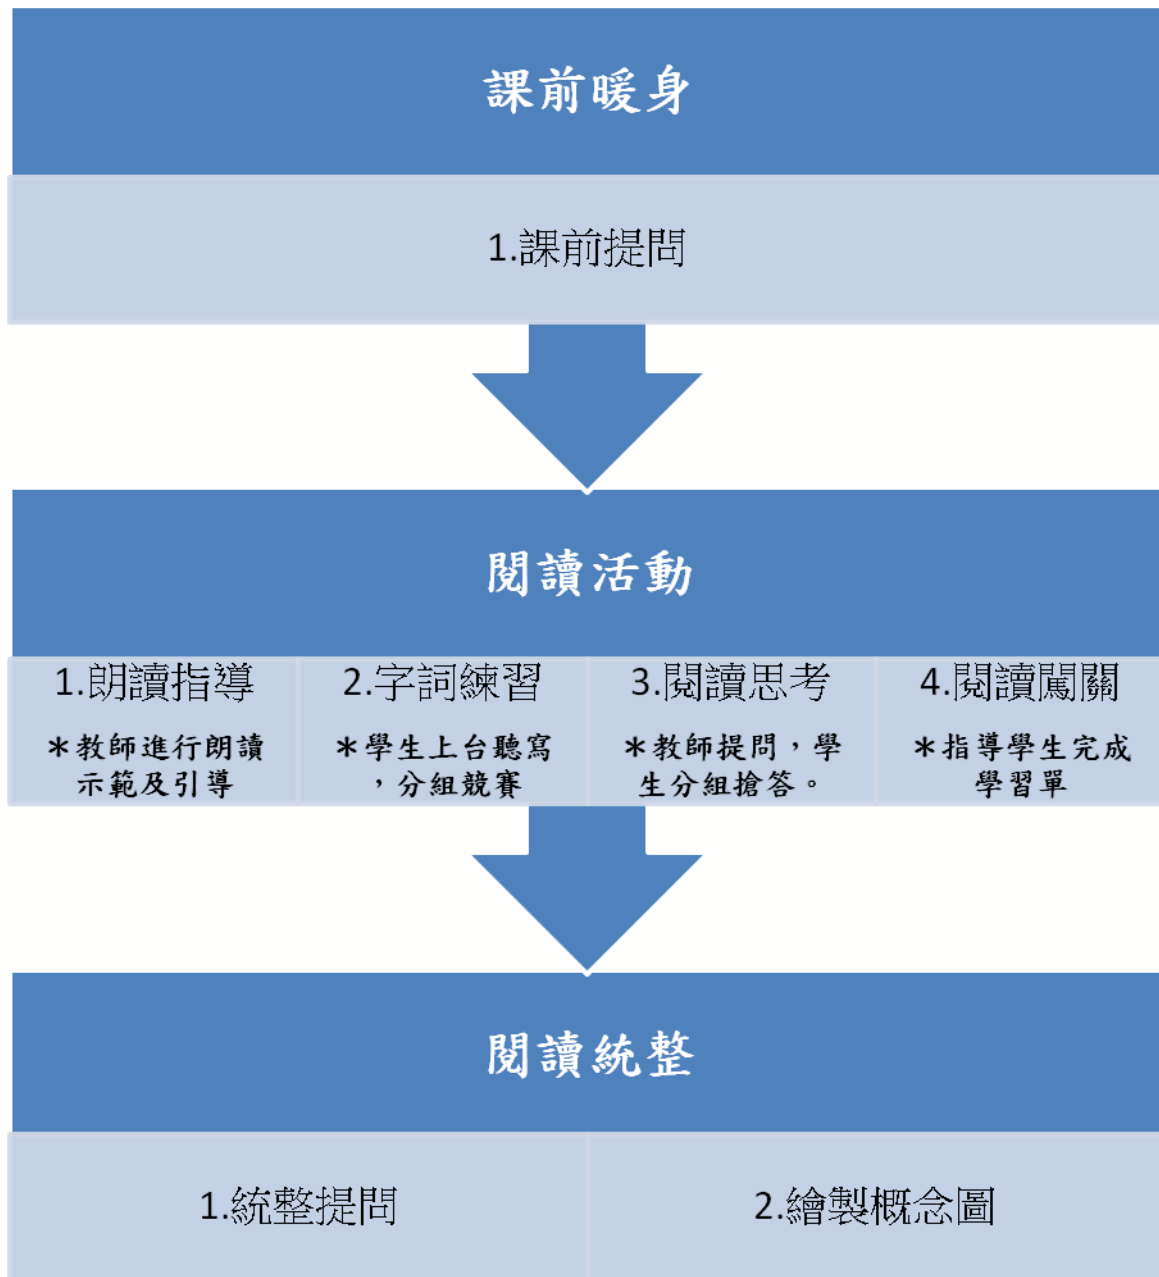 課前暖身
1.課前提問
閱讀活動
1.朗讀指導
＊教師進行朗讀
示範及引導
2.字詞練習
＊學生上台聽寫
，分組競賽
3.閱讀思考
＊教師提問，學
生分組搶答。
4.閱讀闖關
＊指導學生完成
學習單
閱讀統整
1.統整提問
2.繪製概念圖